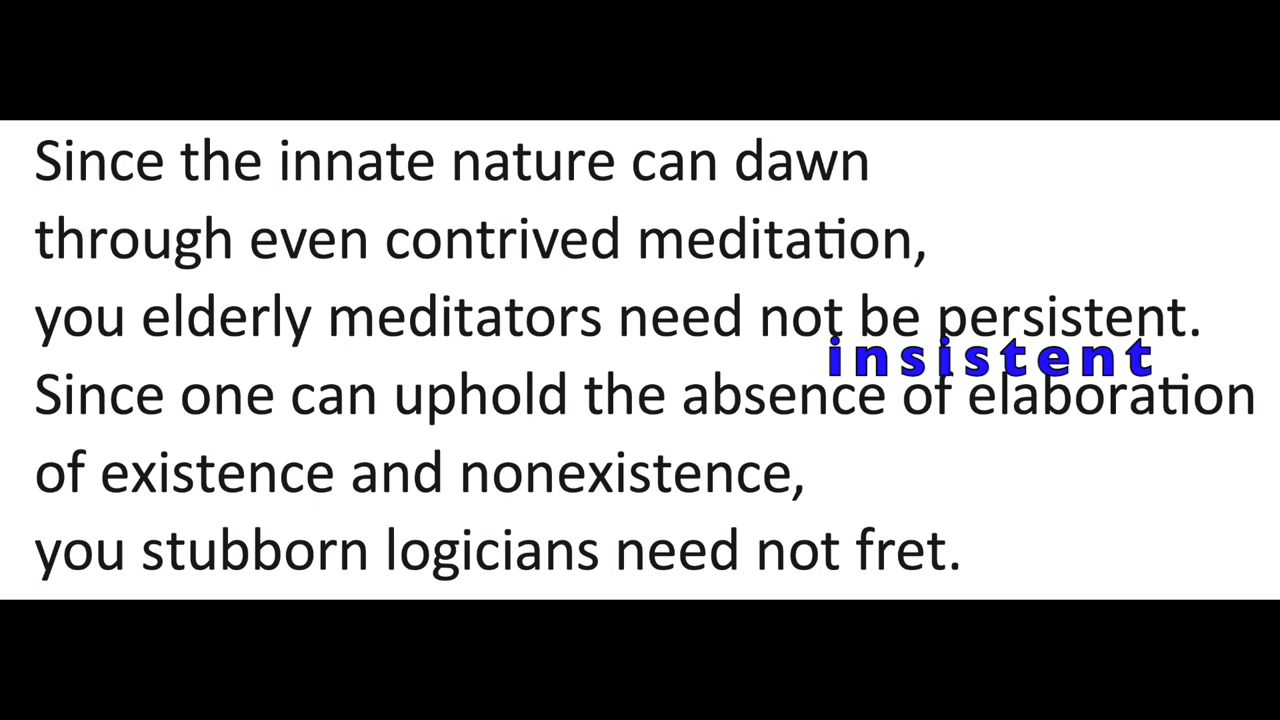 Since the innate nature can dawn
through even contrived meditation,
you elderly meditators need not be persistent.
insistent
Since one can uphold the absence of elaboration
of existence and nonexistence,
you stubborn logicians need not fret.